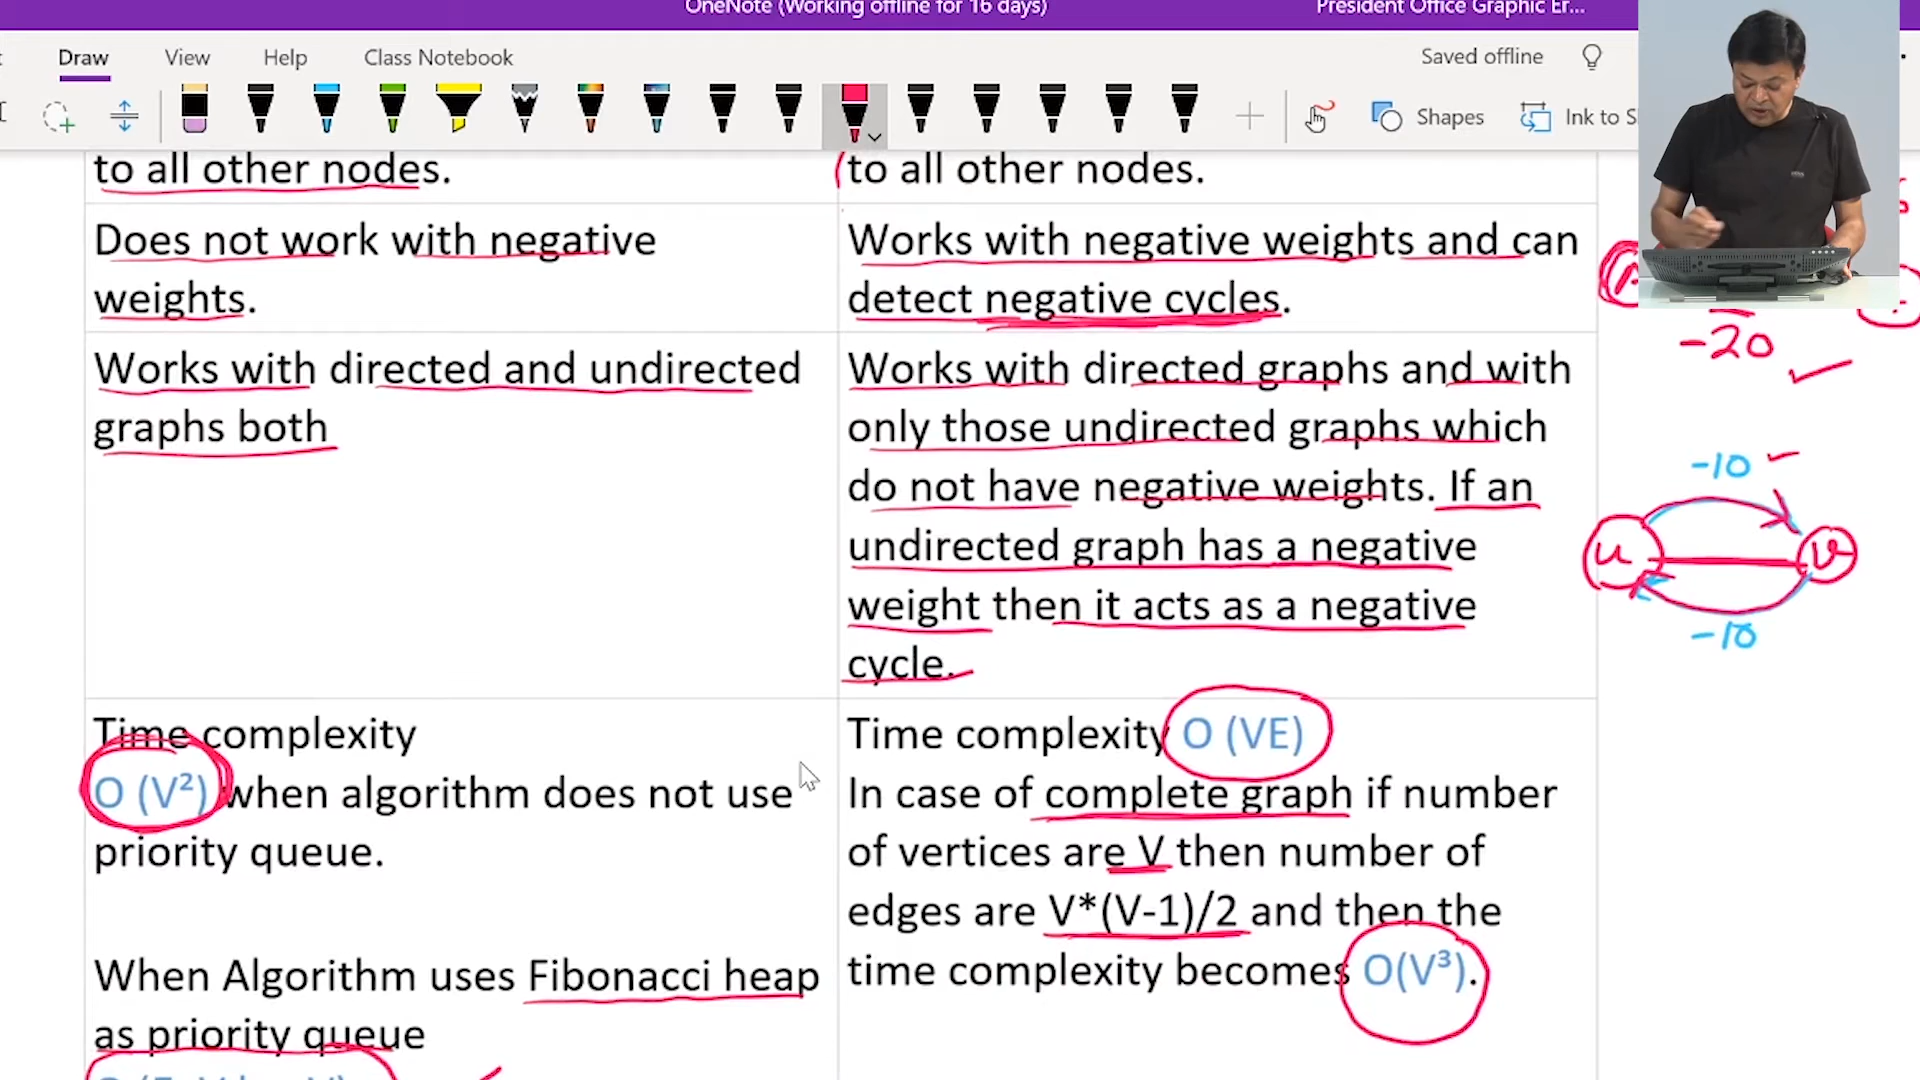 OneNote (Working offline for 16 days)
President Office Graphic Er...
Draw View Help Class Notebook
Saved offline
Shapes
Ink to S
to all other nodes.
to all other nodes.
Does not work with negative
weights.
Works with negative weights and can
detect negative cycles.
-20
Works with directed and undirected
graphs both
Works with directed graphs and with
only those undirected graphs which
do not have negative weights. If an
undirected graph has a negative
weight then it acts as a negative
cycle.
-10
u v
-10
Time complexity
O (V²) when algorithm does not use
priority queue.
When Algorithm uses Fibonacci heap
as priority queue
Time complexity O (VE)
In case of complete graph if number
of vertices are V then number of
edges are V*(V-1)/2 and then the
time complexity becomes O(V³).